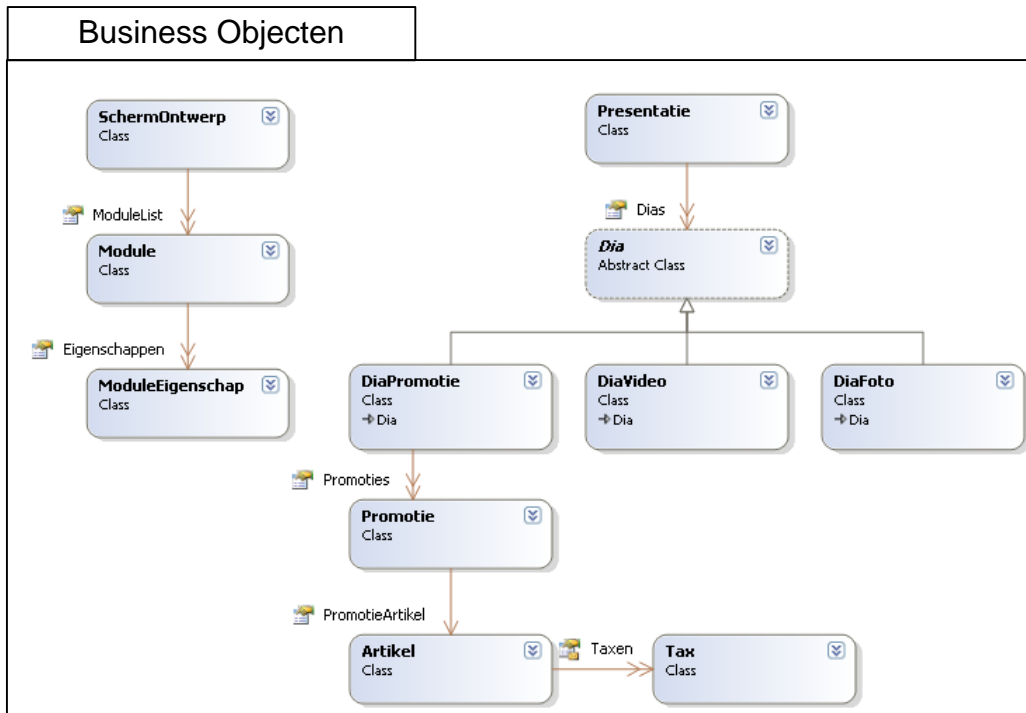 Business Objecten
SchermOntwerp
Class
ModuleList
Module
Class
Eigenschappen
ModuleEigenschap
Class
Presentatie
Class
Dias
Dia
Abstract Class
DiaPromotie
Class
Dia
DiaVideo
Class
Dia
DiaFoto
Class
Dia
Promoties
Promotie
Class
PromotieArtikel
Artikel
Class
Taxen
Tax
Class